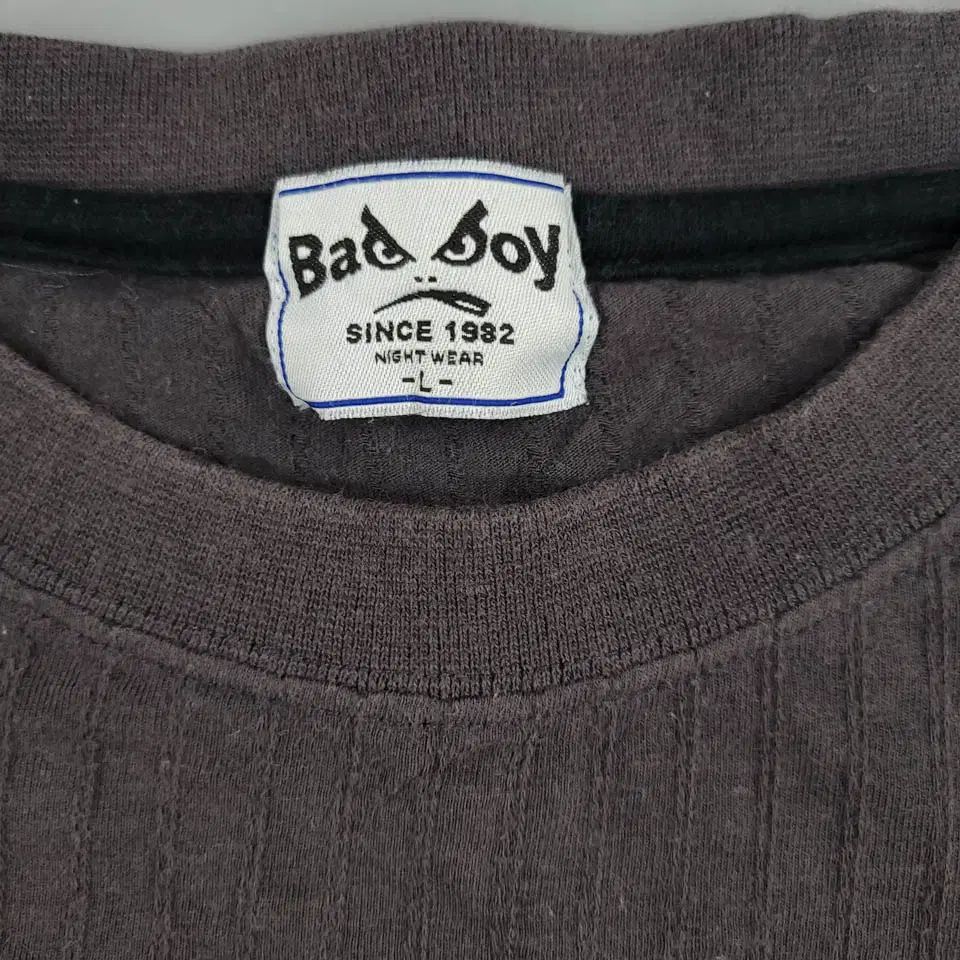 Bad Boy
SINCE 1982
NIGHT WEAR
-L-